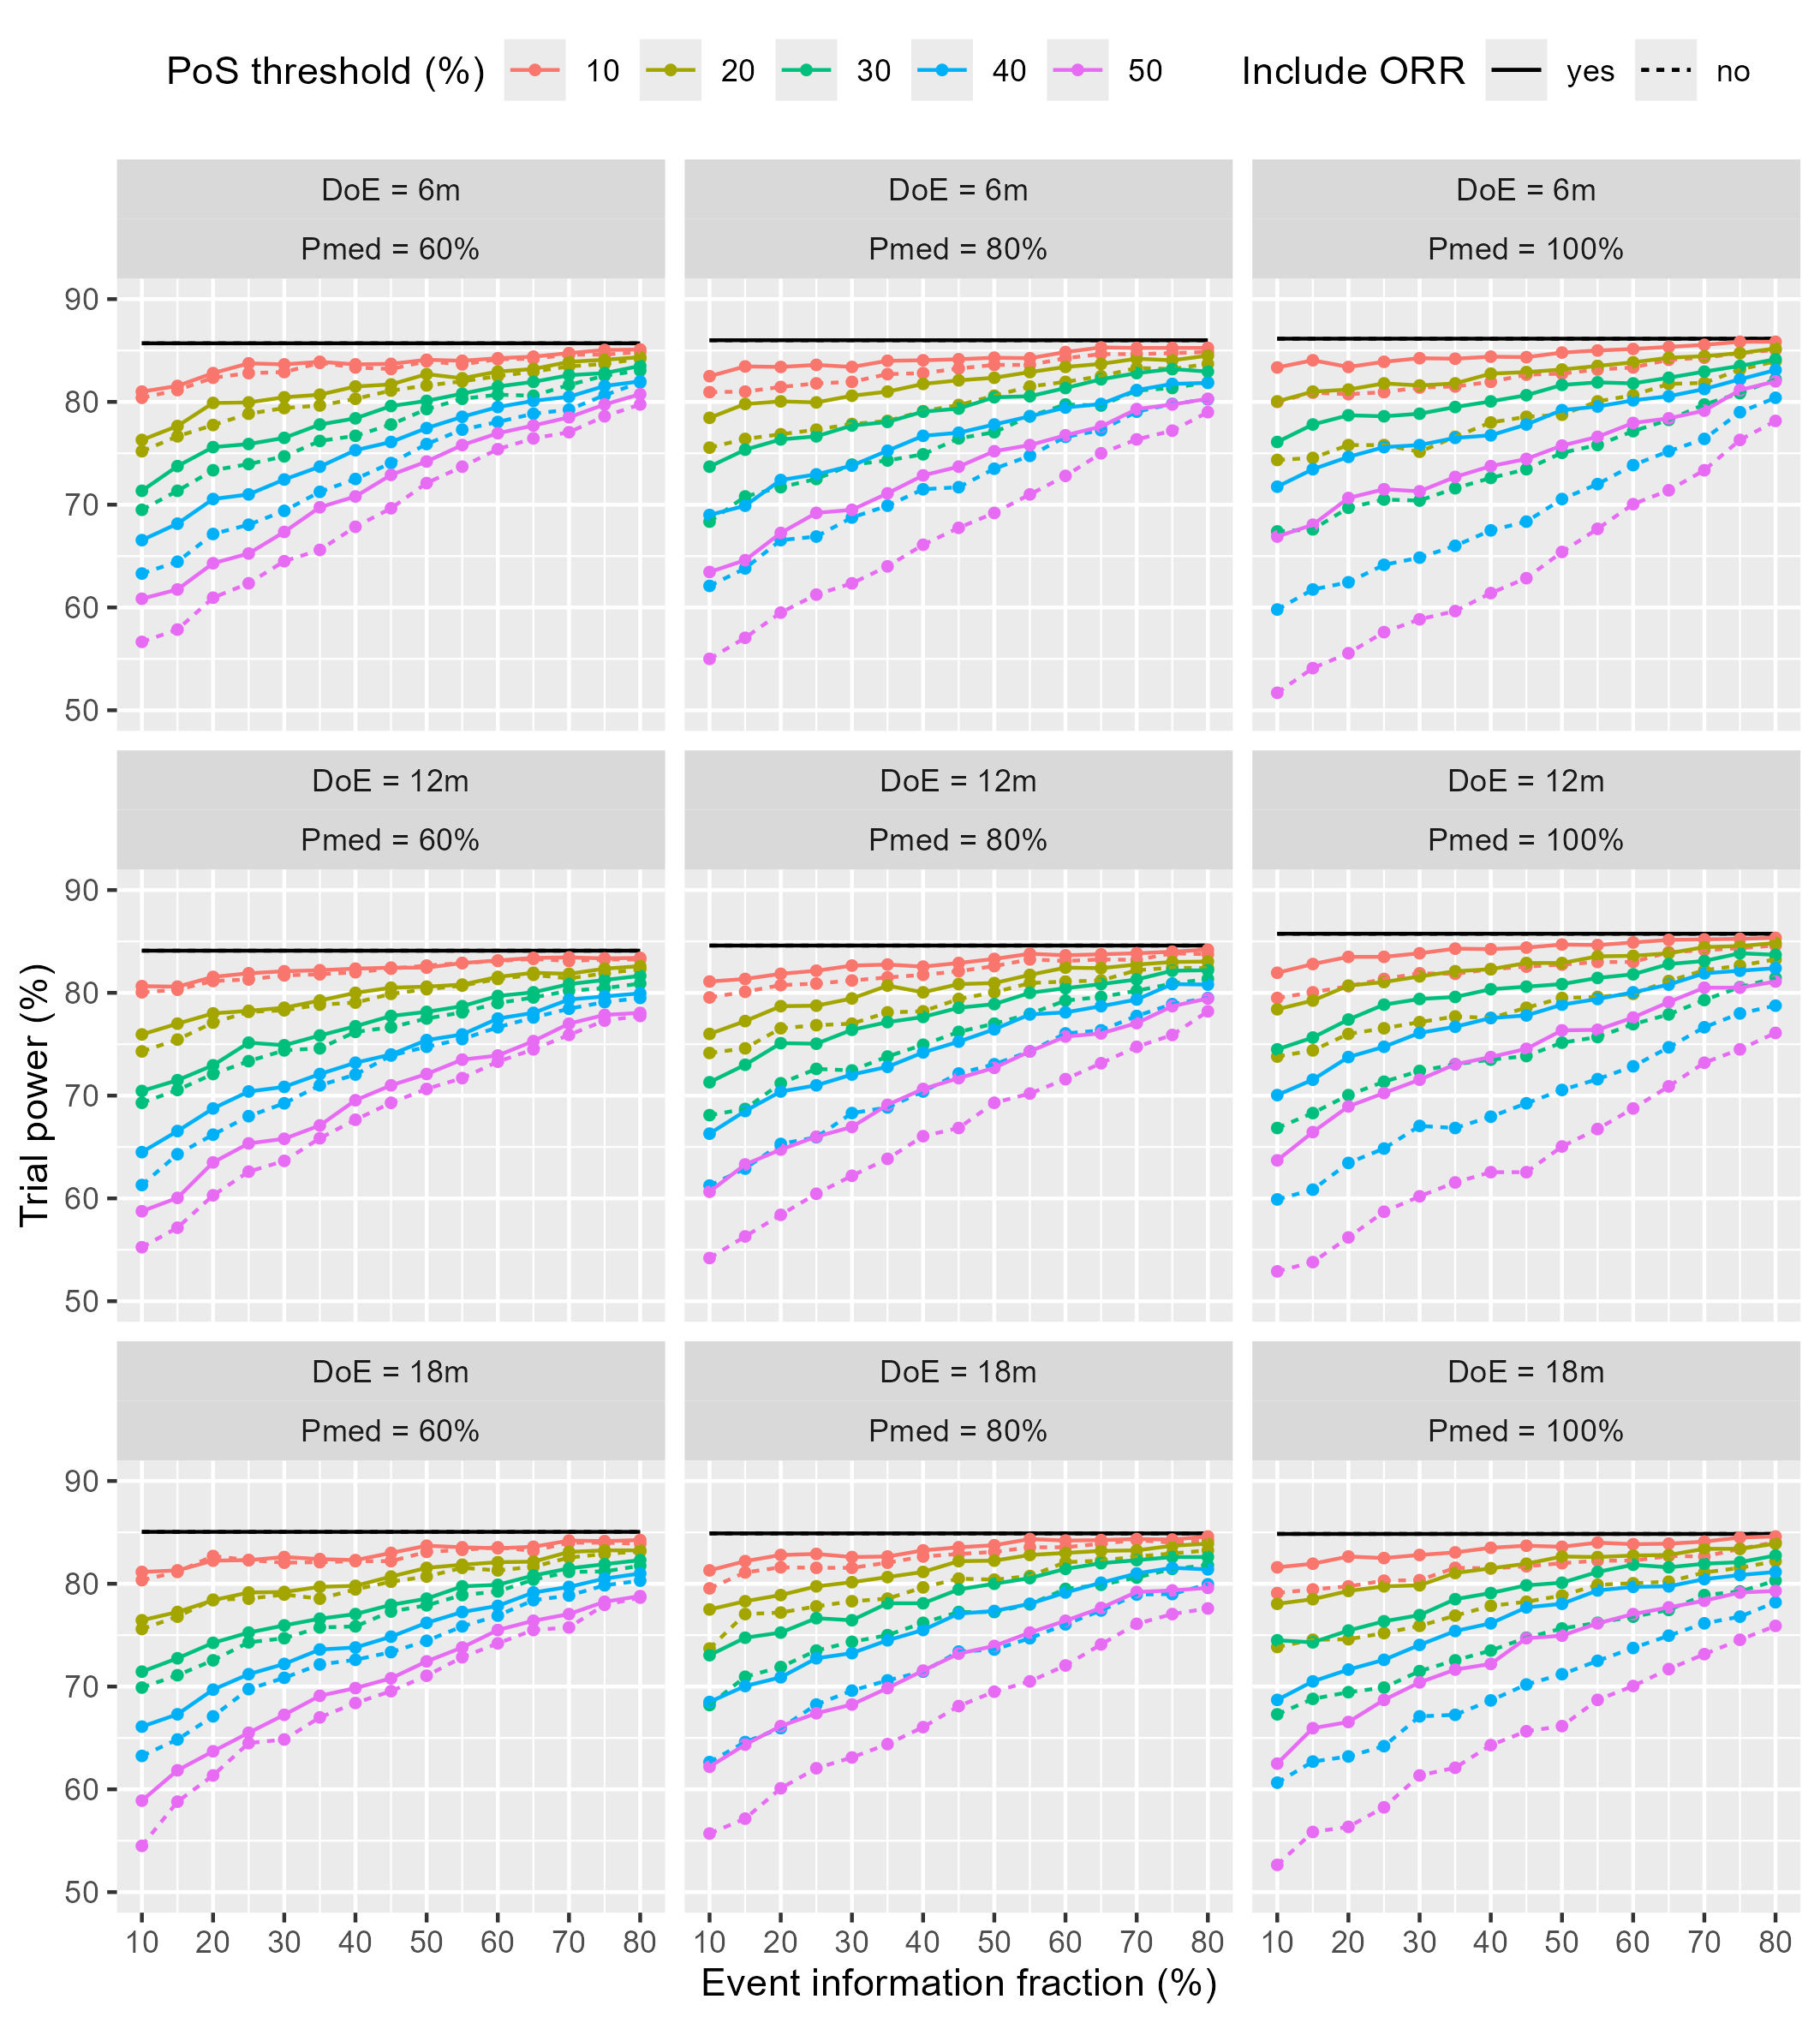 PoS threshold (%) 10 20 30 40 50 Include ORR yes no
DoE = 6m DoE = 6m DoE = 6m
Pmed = 60% Pmed = 80% Pmed = 100%
90
80
70
60
50
DoE = 12m DoE = 12m DoE = 12m
Pmed = 60% Pmed = 80% Pmed = 100%
90
80
70
60
50
Trial power (%)
DoE = 18m DoE = 18m DoE = 18m
Pmed = 60% Pmed = 80% Pmed = 100%
90
80
70
60
50
10 20 30 40 50 60 70 80 10 20 30 40 50 60 70 80 10 20 30 40 50 60 70 80
Event information fraction (%)